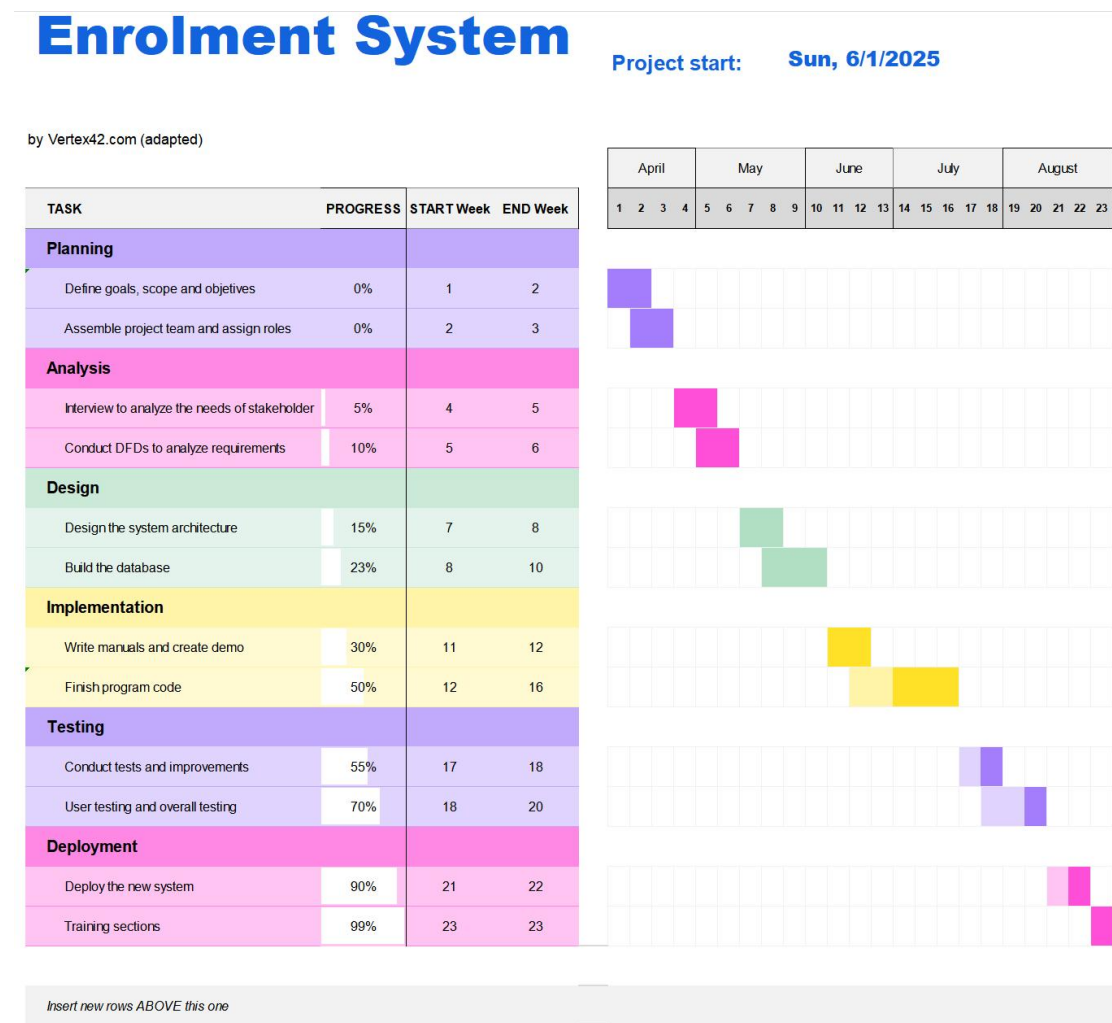 Enrolment System
Project start: Sun, 6/1/2025
by Vertex42.com (adapted)
April May June July August
TASK PROGRESS START Week END Week 1 2 3 4 5 6 7 8 9 10 11 12 13 14 15 16 17 18 19 20 21 22 23
Planning
Define goals, scope and objetives 0% 1 2
Assemble project team and assign roles 0% 2 3
Analysis
Interview to analyze the needs of stakeholder 5% 4 5
Conduct DFDs to analyze requirements 10% 5 6
Design
Design the system architecture 15% 7 8
Build the database 23% 8 10
Implementation
Write manuals and create demo 30% 11 12
Finish program code 50% 12 16
Testing
Conduct tests and improvements 55% 17 18
User testing and overall testing 70% 18 20
Deployment
Deploy the new system 90% 21 22
Training sections 99% 23 23
Insert new rows ABOVE this one